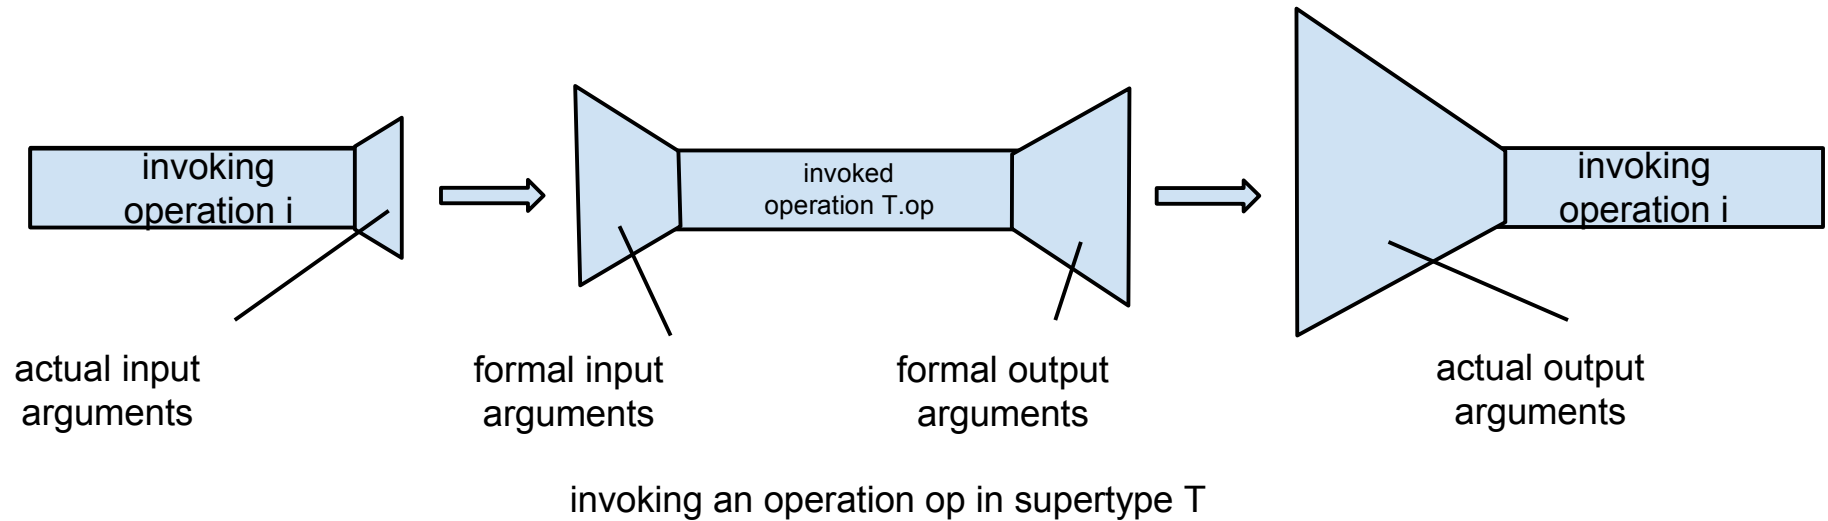 invoking
operation i
invoked
operation T.op
invoking
operation i
actual input
arguments
formal input
arguments
formal output
arguments
actual output
arguments
invoking an operation op in supertype T